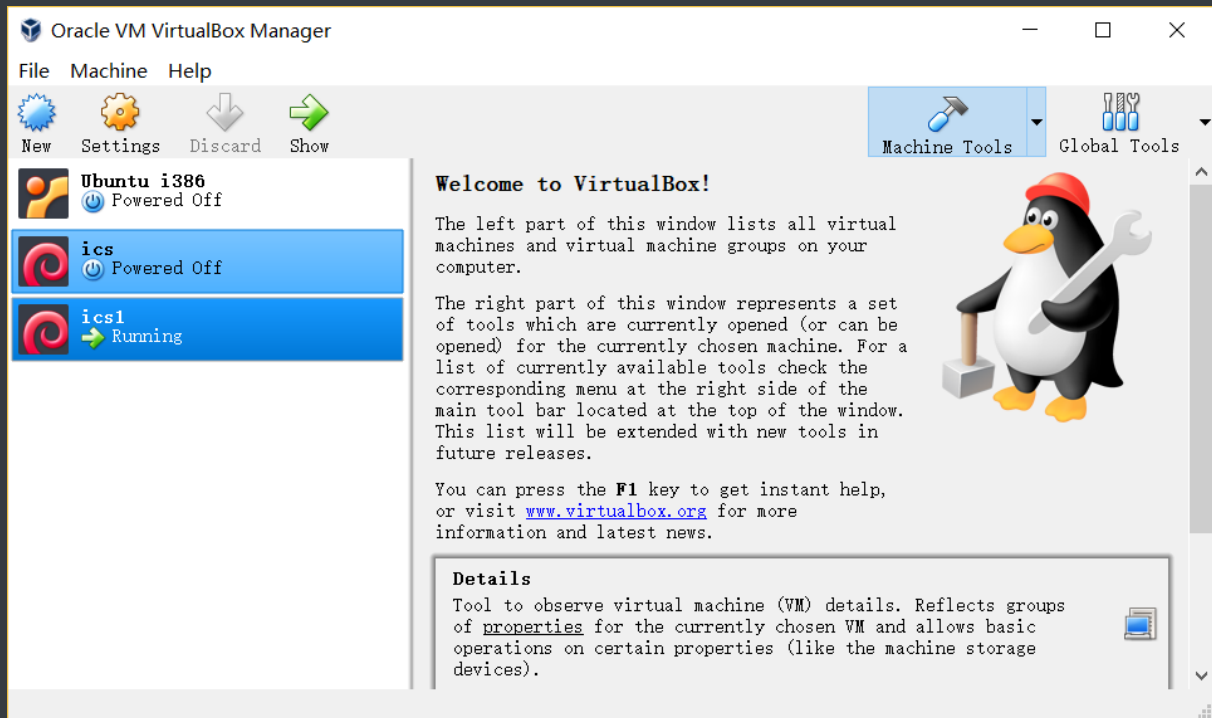 Oracle VM VirtualBox Manager
File Machine Help
New Settings Discard Show
Machine Tools Global Tools
Ubuntu i386
Powered Off
ics
Powered Off
ics1
Running
Welcome to VirtualBox!
The left part of this window lists all virtual
machines and virtual machine groups on your
computer.
The right part of this window represents a set
of tools which are currently opened (or can be
opened) for the currently chosen machine. For a
list of currently available tools check the
corresponding menu at the right side of the
main tool bar located at the top of the window.
This list will be extended with new tools in
future releases.
You can press the F1 key to get instant help,
or visit www.virtualbox.org for more
information and latest news.
Details
Tool to observe virtual machine (VM) details. Reflects groups
of properties for the currently chosen VM and allows basic
operations on certain properties (like the machine storage
devices).